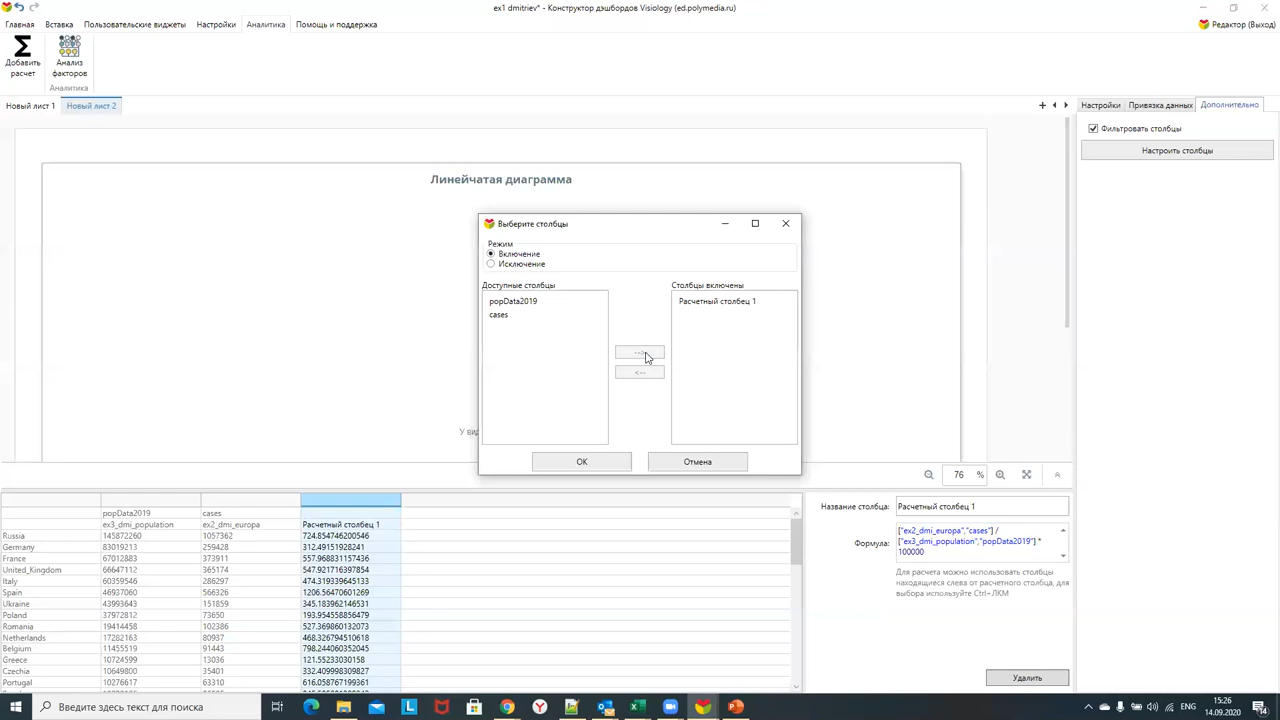 ex1 dmitriev* - Конструктор дэшбордов Visiology (ed.polymedia.ru)
Главная Вставка Пользовательские виджеты Настройки Аналитика Помощь и поддержка
Редактор (Выход)
Добавить расчет
Анализ факторов
Аналитика
Новый лист 1 Новый лист 2
Настройки Привязка данных Дополнительно
Фильтровать столбцы
Настроить столбцы
Линейчатая диаграмма
Выберите столбцы
Режим
Включение
Исключение
Доступные столбцы Столбцы включены
popData2019 Расчетный столбец 1
cases
-->
<--
У ви
ОК Отмена
76 %
popData2019 cases
ex3_dmi_population ex2_dmi_europa Расчетный столбец 1
Russia 145872260 1057362 724.854746200546
Germany 83019213 259428 312.49151928241
France 67012883 373911 557.968831157436
United_Kingdom 66647112 365174 547.921716397854
Italy 60359546 286297 474.319339645133
Spain 46937060 566326 1206.56470601269
Ukraine 43993643 151859 345.183962146531
Poland 37972812 73650 193.954558856479
Romania 19414458 102386 527.369860132073
Netherlands 17282163 80937 468.326794510618
Belgium 11455519 91443 798.244060352045
Greece 10724599 13036 121.55233030158
Czechia 10649800 35401 332.409998309837
Portugal 10276617 63310 616.058767199361
Название столбца: Расчетный столбец 1
Формула: ["ex2_dmi_europa","cases"] /
["ex3_dmi_population","popData2019"] *
100000
Для расчета можно использовать столбцы
находящиеся слева от расчетного столбца, для
выбора используйте Ctrl+ЛКМ
Удалить
Введите здесь текст для поиска
ENG
15:26
14.09.2020
14